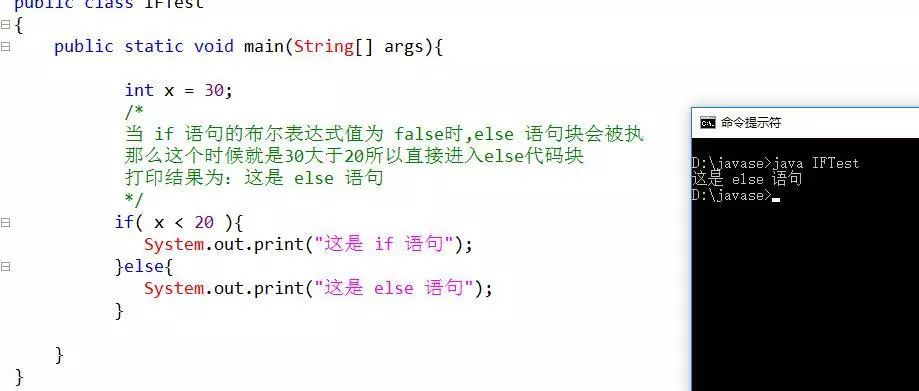 public class IFTest
{
public static void main(String[] args){
int x = 30;
/*
当 if 语句的布尔表达式值为 false时,else 语句块会被执
那么这个时候就是30大于20所以直接进入else代码块
打印结果为：这是 else 语句
*/
if( x < 20 ){
System.out.print("这是 if 语句");
}else{
System.out.print("这是 else 语句");
}
}
}
命令提示符
D:\javase>java IFTest
这是 else 语句
D:\javase>